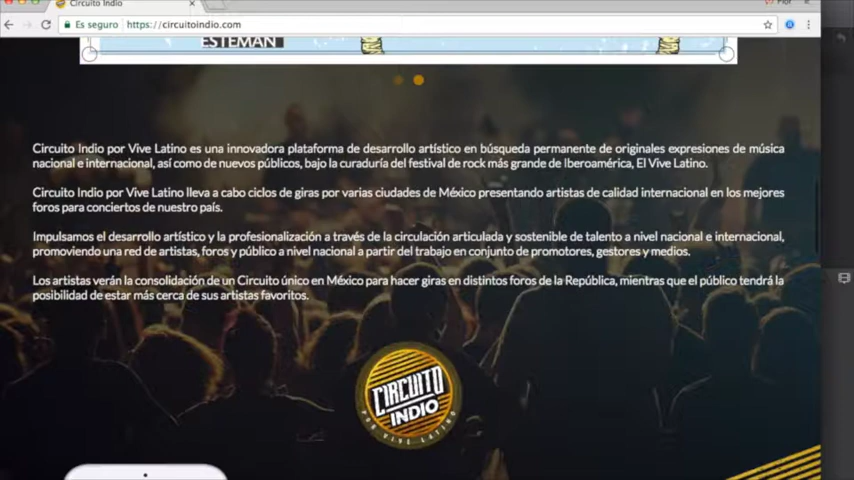 Circuito Indio
Flor
Es seguro
https://circuitoindio.com
ESTEMAN
Circuito Indio por Vive Latino es una innovadora plataforma de desarrollo artístico en búsqueda permanente de originales expresiones de música
nacional e internacional, así como de nuevos públicos, bajo la curaduría del festival de rock más grande de Iberoamérica, El Vive Latino.
Circuito Indio por Vive Latino lleva a cabo ciclos de giras por varias ciudades de México presentando artistas de calidad internacional en los mejores
foros para conciertos de nuestro país.
Impulsamos el desarrollo artístico y la profesionalización a través de la circulación articulada y sostenible de talento a nivel nacional e internacional,
promoviendo una red de artistas, foros y público a nivel nacional a partir del trabajo en conjunto de promotores, gestores y medios.
Los artistas verán la consolidación de un Circuito único en México para hacer giras en distintos foros de la República, mientras que el público tendrá la
posibilidad de estar más cerca de sus artistas favoritos.
CIRCUITO
INDIO
POR VIVE LATINO